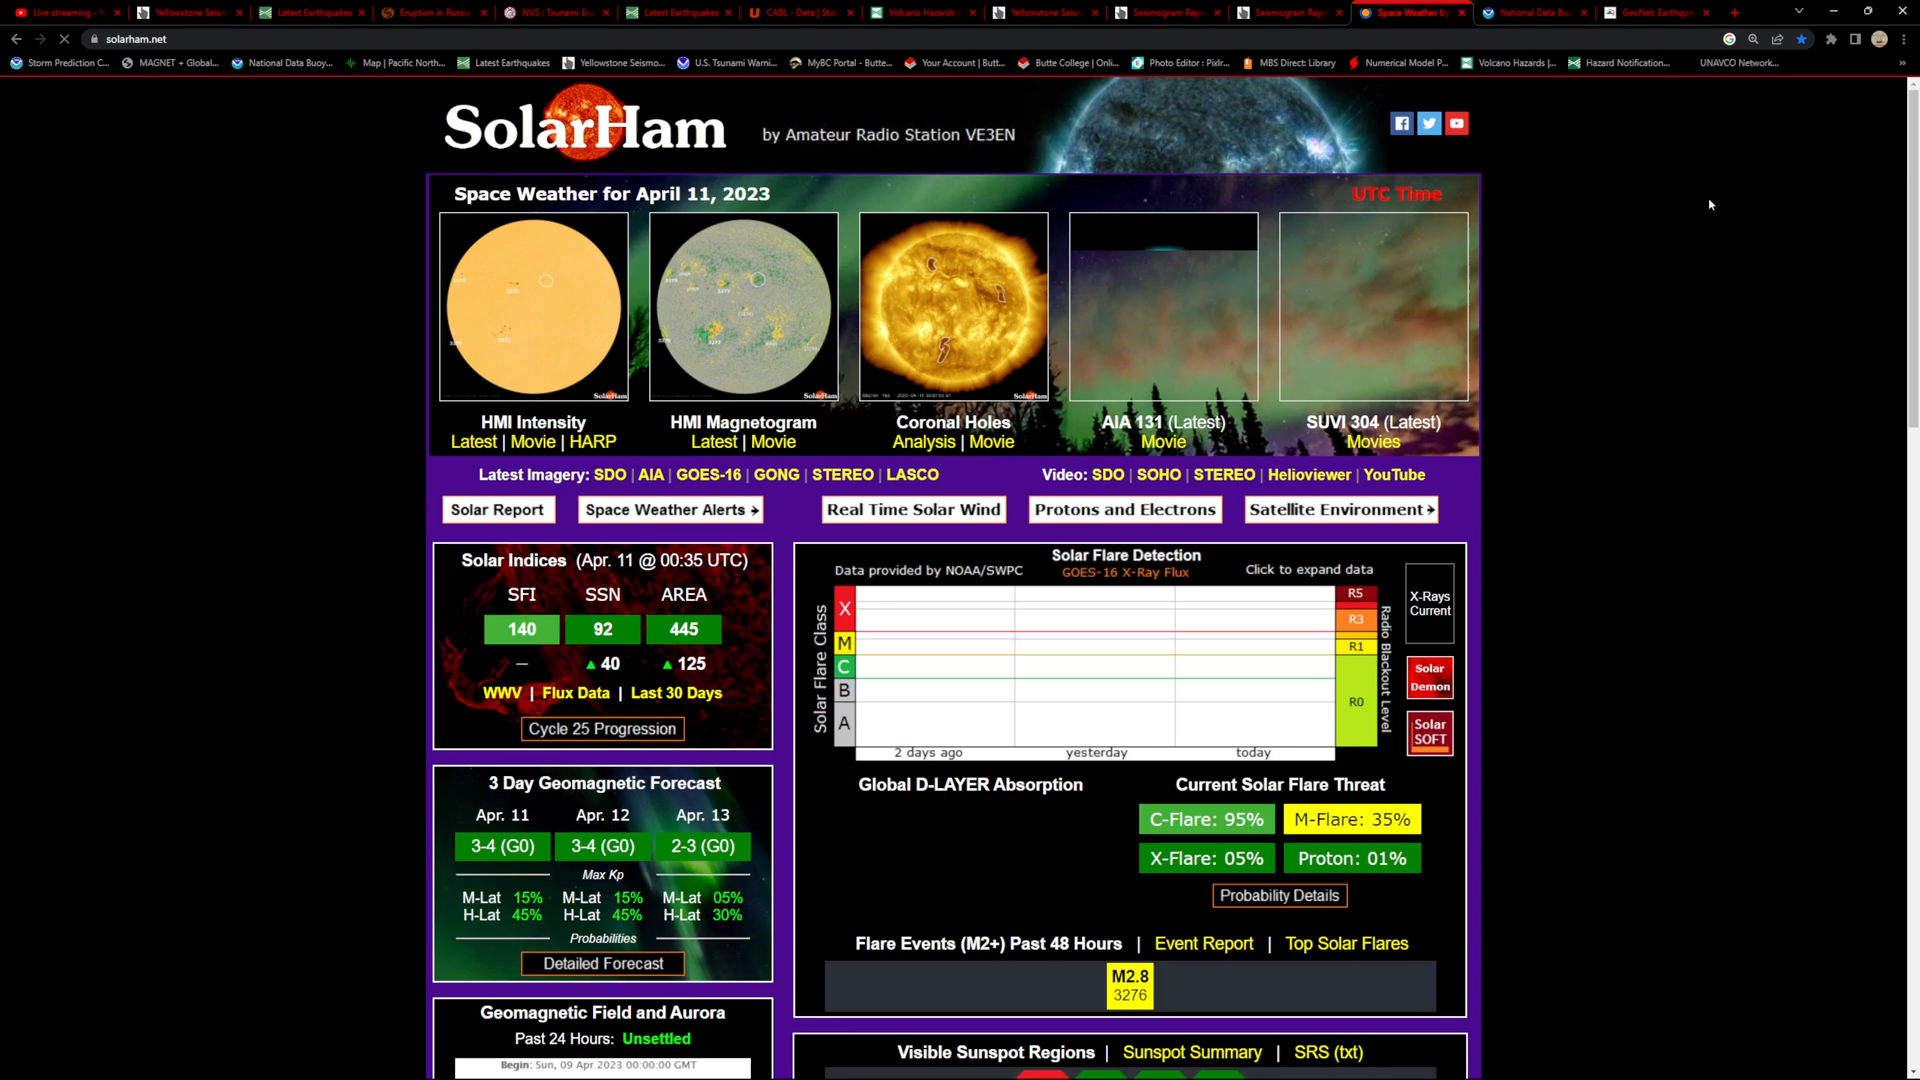 Live streaming - Y
Yellowstone Seism
Latest Earthquakes
Eruption in Russia
NVS : Tsunami Ev
Latest Earthquakes
CABL - Data | Stat
Volcano Hazards
Yellowstone Seism
Seismogram Rep
Seismogram Rep
Space Weather by
National Data Buo
GeoNet: Earthqua
solarham.net
Storm Prediction C...
MAGNET + Global...
National Data Buoy...
Map | Pacific North...
Latest Earthquakes
Yellowstone Seismo...
U.S. Tsunami Warni...
MyBC Portal - Butte...
Your Account | Butt...
Butte College | Onli...
Photo Editor : Pixlr...
MBS Direct Library
Numerical Model P...
Volcano Hazards |...
Hazard Notification...
UNAVCO Network...
SolarHam
by Amateur Radio Station VE3EN
Space Weather for April 11, 2023
UTC Time
SolarHam
SolarHam
SolarHam
HMI Intensity
Latest | Movie | HARP
HMI Magnetogram
Latest | Movie
Coronal Holes
Analysis | Movie
AIA 131 (Latest)
Movie
SUVI 304 (Latest)
Movies
Latest Imagery: SDO | AIA | GOES-16 | GONG | STEREO | LASCO
Video: SDO | SOHO | STEREO | Helioviewer | YouTube
Solar Report
Space Weather Alerts →
Real Time Solar Wind
Protons and Electrons
Satellite Environment →
Solar Indices (Apr. 11 @ 00:35 UTC)
SFI SSN AREA
140 92 445
— ▲ 40 ▲ 125
WWV | Flux Data | Last 30 Days
Cycle 25 Progression
3 Day Geomagnetic Forecast
Apr. 11 Apr. 12 Apr. 13
3-4 (G0) 3-4 (G0) 2-3 (G0)
Max Kp
M-Lat 15% M-Lat 15% M-Lat 05%
H-Lat 45% H-Lat 45% H-Lat 30%
Probabilities
Detailed Forecast
Geomagnetic Field and Aurora
Past 24 Hours: Unsettled
Begin: Sun, 09 Apr 2023 00:00:00 GMT
Solar Flare Detection
Data provided by NOAA/SWPC
GOES-16 X-Ray Flux
Click to expand data
Solar Flare Class
X
M
C
B
A
R5
R3
R1
R0
Radio Blackout Level
2 days ago yesterday today
X-Rays
Current
Solar
Demon
Solar
SOFT
Global D-LAYER Absorption
Current Solar Flare Threat
C-Flare: 95% M-Flare: 35%
X-Flare: 05% Proton: 01%
Probability Details
Flare Events (M2+) Past 48 Hours | Event Report | Top Solar Flares
M2.8
3276
Visible Sunspot Regions | Sunspot Summary | SRS (txt)